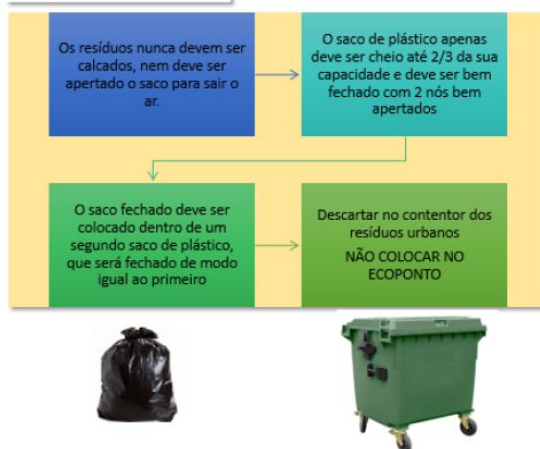 Os resíduos nunca devem ser
calcados, nem deve ser
apertado o saco para sair o
ar.
O saco de plástico apenas
deve ser cheio até 2/3 da sua
capacidade e deve ser bem
fechado com 2 nós bem
apertados
O saco fechado deve ser
colocado dentro de um
segundo saco de plástico,
que será fechado de modo
igual ao primeiro
Descartar no contentor dos
resíduos urbanos
NÃO COLOCAR NO
ECOPONTO